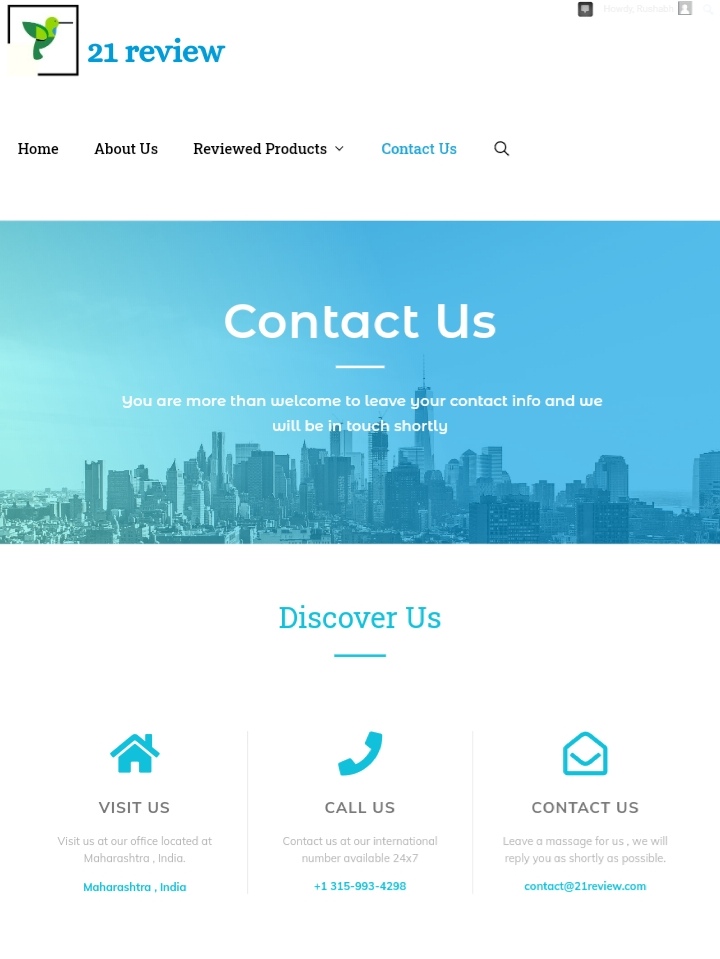 Howdy, Rushabh
21 review
Home About Us Reviewed Products Contact Us
Contact Us
You are more than welcome to leave your contact info and we
will be in touch shortly
Discover Us
VISIT US
Visit us at our office located at
Maharashtra , India.
Maharashtra , India
CALL US
Contact us at our international
number available 24x7
+1 315-993-4298
CONTACT US
Leave a massage for us , we will
reply you as shortly as possible.
contact@21review.com